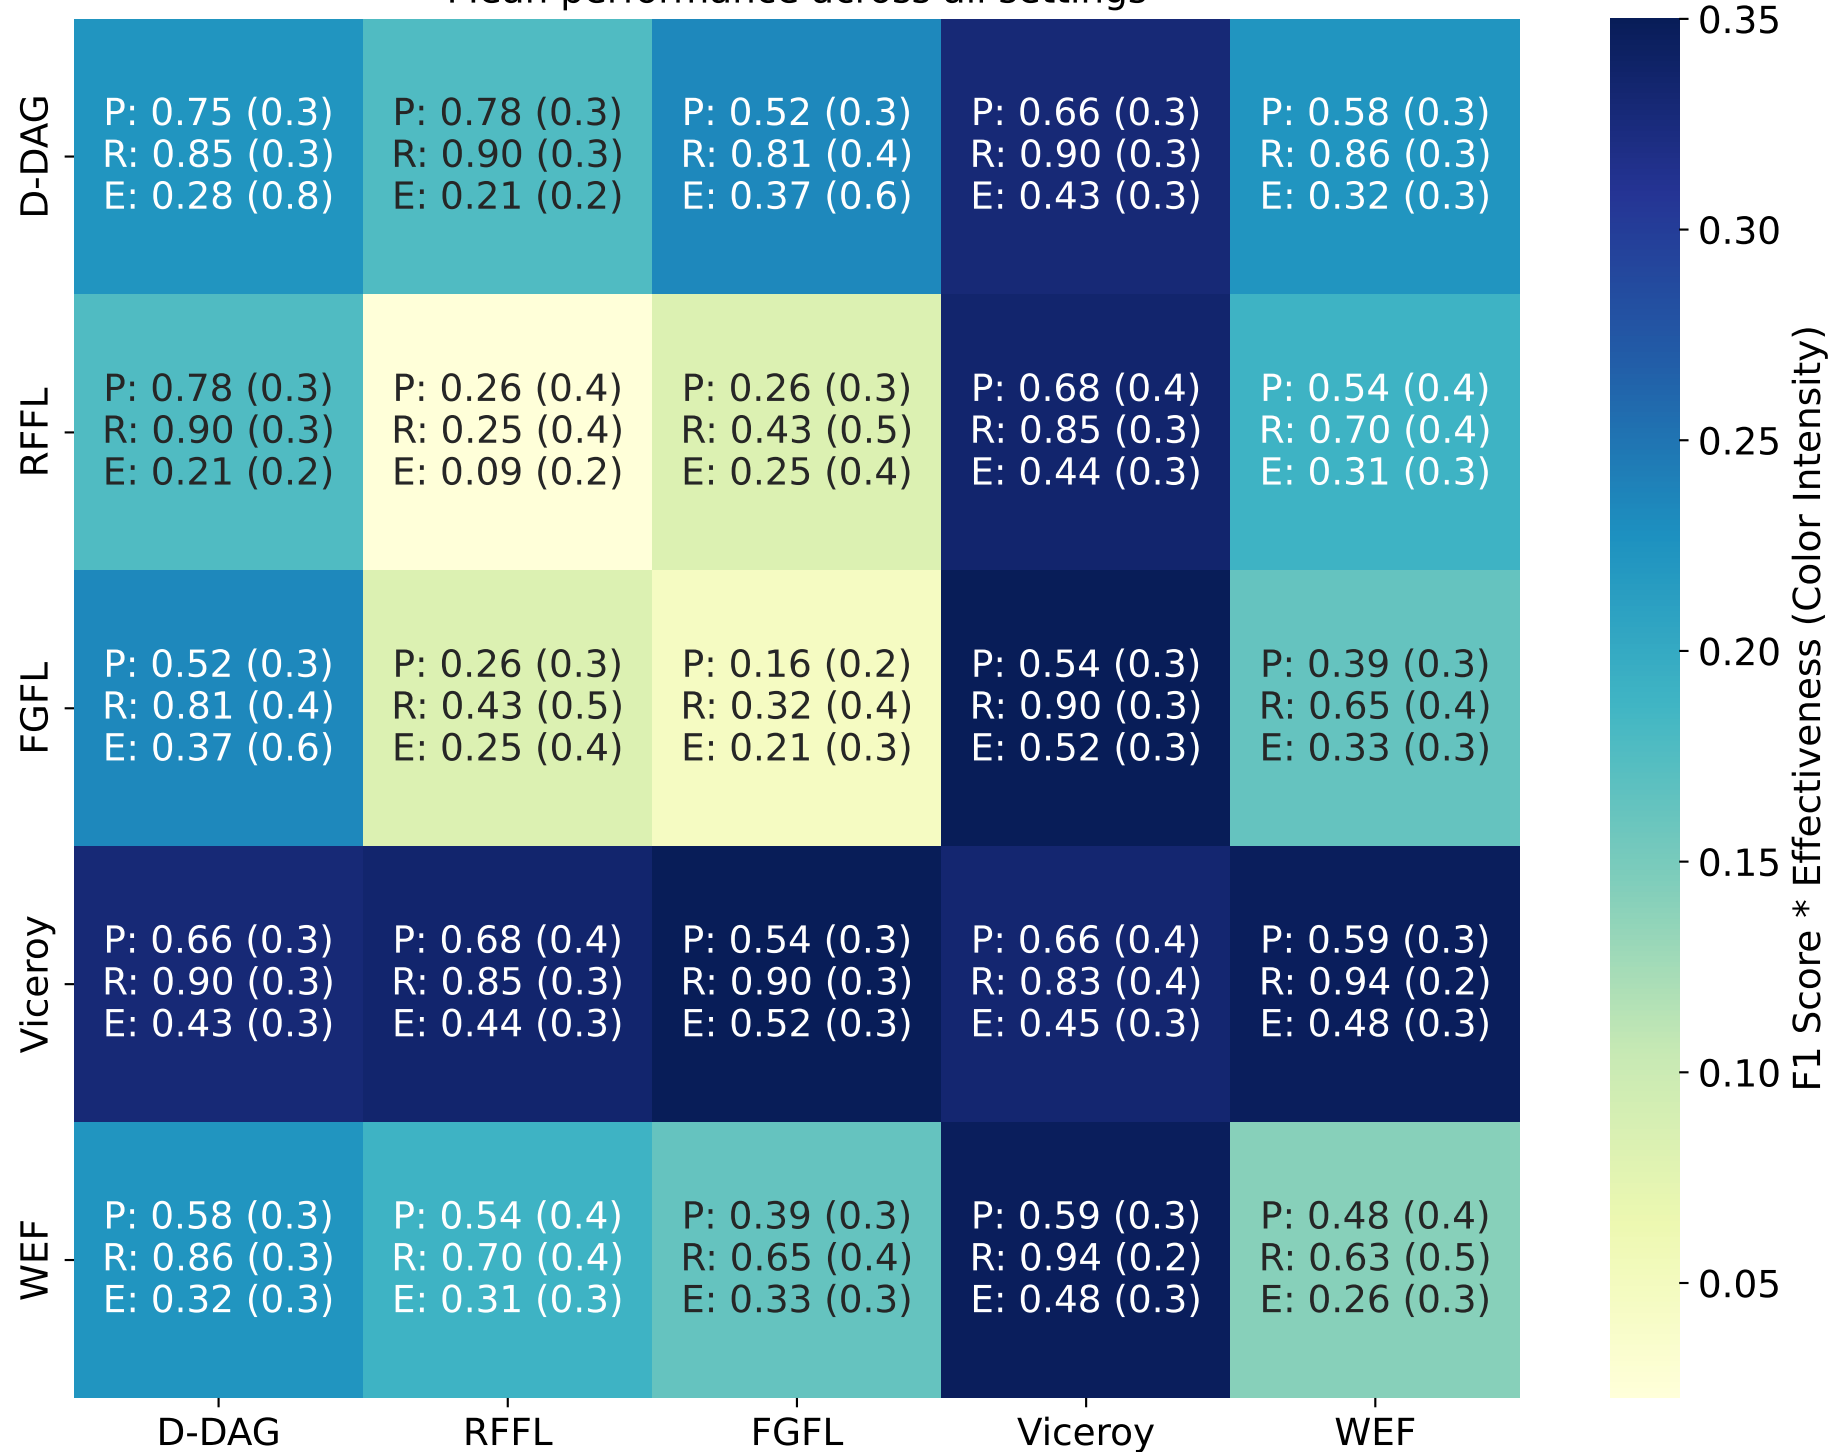 Mean performance across all settings
D-DAG
P: 0.75 (0.3)
R: 0.85 (0.3)
E: 0.28 (0.8)
P: 0.78 (0.3)
R: 0.90 (0.3)
E: 0.21 (0.2)
P: 0.52 (0.3)
R: 0.81 (0.4)
E: 0.37 (0.6)
P: 0.66 (0.3)
R: 0.90 (0.3)
E: 0.43 (0.3)
P: 0.58 (0.3)
R: 0.86 (0.3)
E: 0.32 (0.3)
RFFL
P: 0.78 (0.3)
R: 0.90 (0.3)
E: 0.21 (0.2)
P: 0.26 (0.4)
R: 0.25 (0.4)
E: 0.09 (0.2)
P: 0.26 (0.3)
R: 0.43 (0.5)
E: 0.25 (0.4)
P: 0.68 (0.4)
R: 0.85 (0.3)
E: 0.44 (0.3)
P: 0.54 (0.4)
R: 0.70 (0.4)
E: 0.31 (0.3)
FGFL
P: 0.52 (0.3)
R: 0.81 (0.4)
E: 0.37 (0.6)
P: 0.26 (0.3)
R: 0.43 (0.5)
E: 0.25 (0.4)
P: 0.16 (0.2)
R: 0.32 (0.4)
E: 0.21 (0.3)
P: 0.54 (0.3)
R: 0.90 (0.3)
E: 0.52 (0.3)
P: 0.39 (0.3)
R: 0.65 (0.4)
E: 0.33 (0.3)
Viceroy
P: 0.66 (0.3)
R: 0.90 (0.3)
E: 0.43 (0.3)
P: 0.68 (0.4)
R: 0.85 (0.3)
E: 0.44 (0.3)
P: 0.54 (0.3)
R: 0.90 (0.3)
E: 0.52 (0.3)
P: 0.66 (0.4)
R: 0.83 (0.4)
E: 0.45 (0.3)
P: 0.59 (0.3)
R: 0.94 (0.2)
E: 0.48 (0.3)
WEF
P: 0.58 (0.3)
R: 0.86 (0.3)
E: 0.32 (0.3)
P: 0.54 (0.4)
R: 0.70 (0.4)
E: 0.31 (0.3)
P: 0.39 (0.3)
R: 0.65 (0.4)
E: 0.33 (0.3)
P: 0.59 (0.3)
R: 0.94 (0.2)
E: 0.48 (0.3)
P: 0.48 (0.4)
R: 0.63 (0.5)
E: 0.26 (0.3)
D-DAG
RFFL
FGFL
Viceroy
WEF
0.35
0.30
0.25
0.20
0.15
0.10
0.05
F1 Score * Effectiveness (Color Intensity)